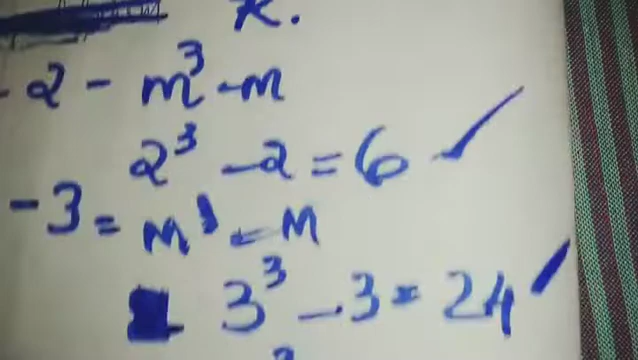 K.
- 2 - m³ - m
2³ - 2 = 6 ✓
- 3 = m³ - m
3³ - 3 = 24 ✓